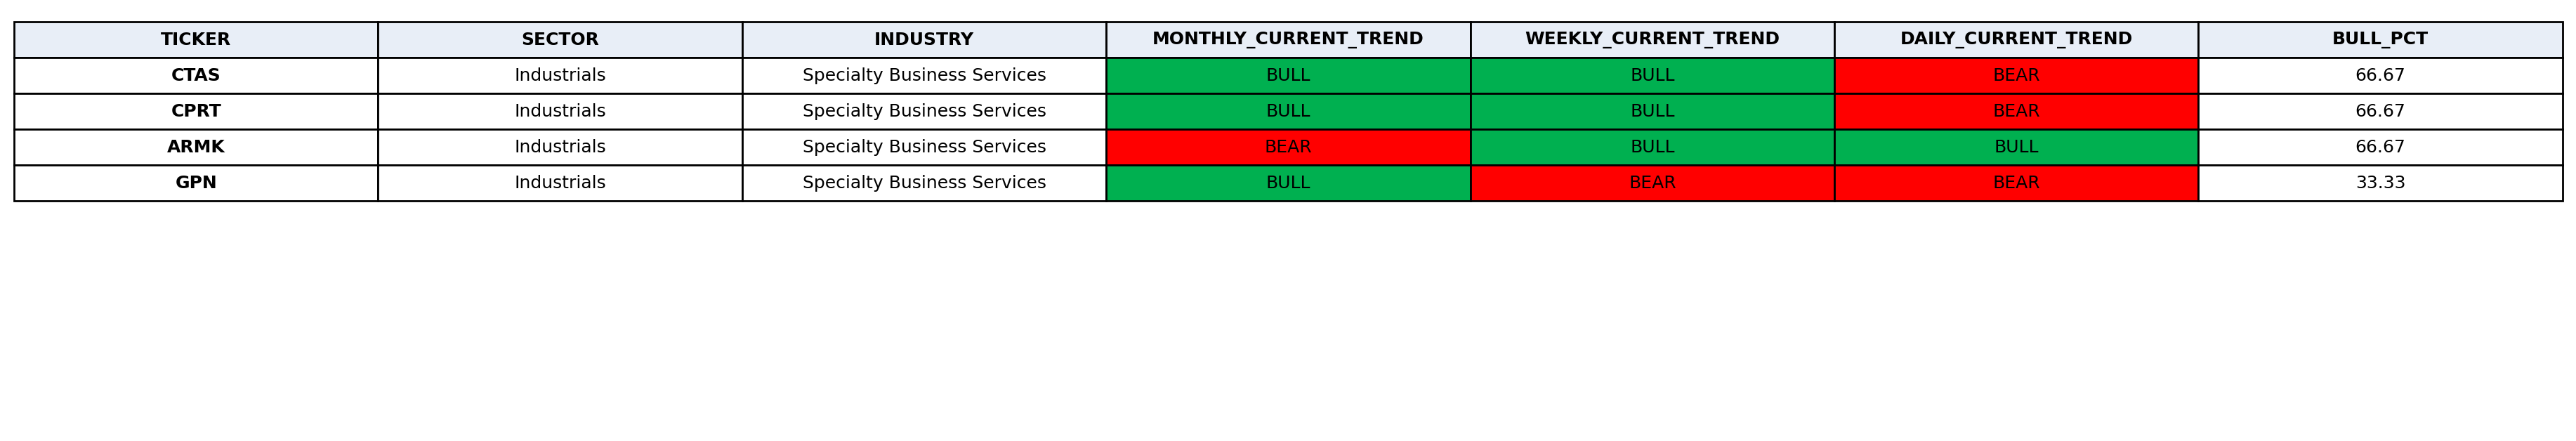 TICKER SECTOR INDUSTRY MONTHLY_CURRENT_TREND WEEKLY_CURRENT_TREND DAILY_CURRENT_TREND BULL_PCT
CTAS Industrials Specialty Business Services BULL BULL BEAR 66.67
CPRT Industrials Specialty Business Services BULL BULL BEAR 66.67
ARMK Industrials Specialty Business Services BEAR BULL BULL 66.67
GPN Industrials Specialty Business Services BULL BEAR BEAR 33.33